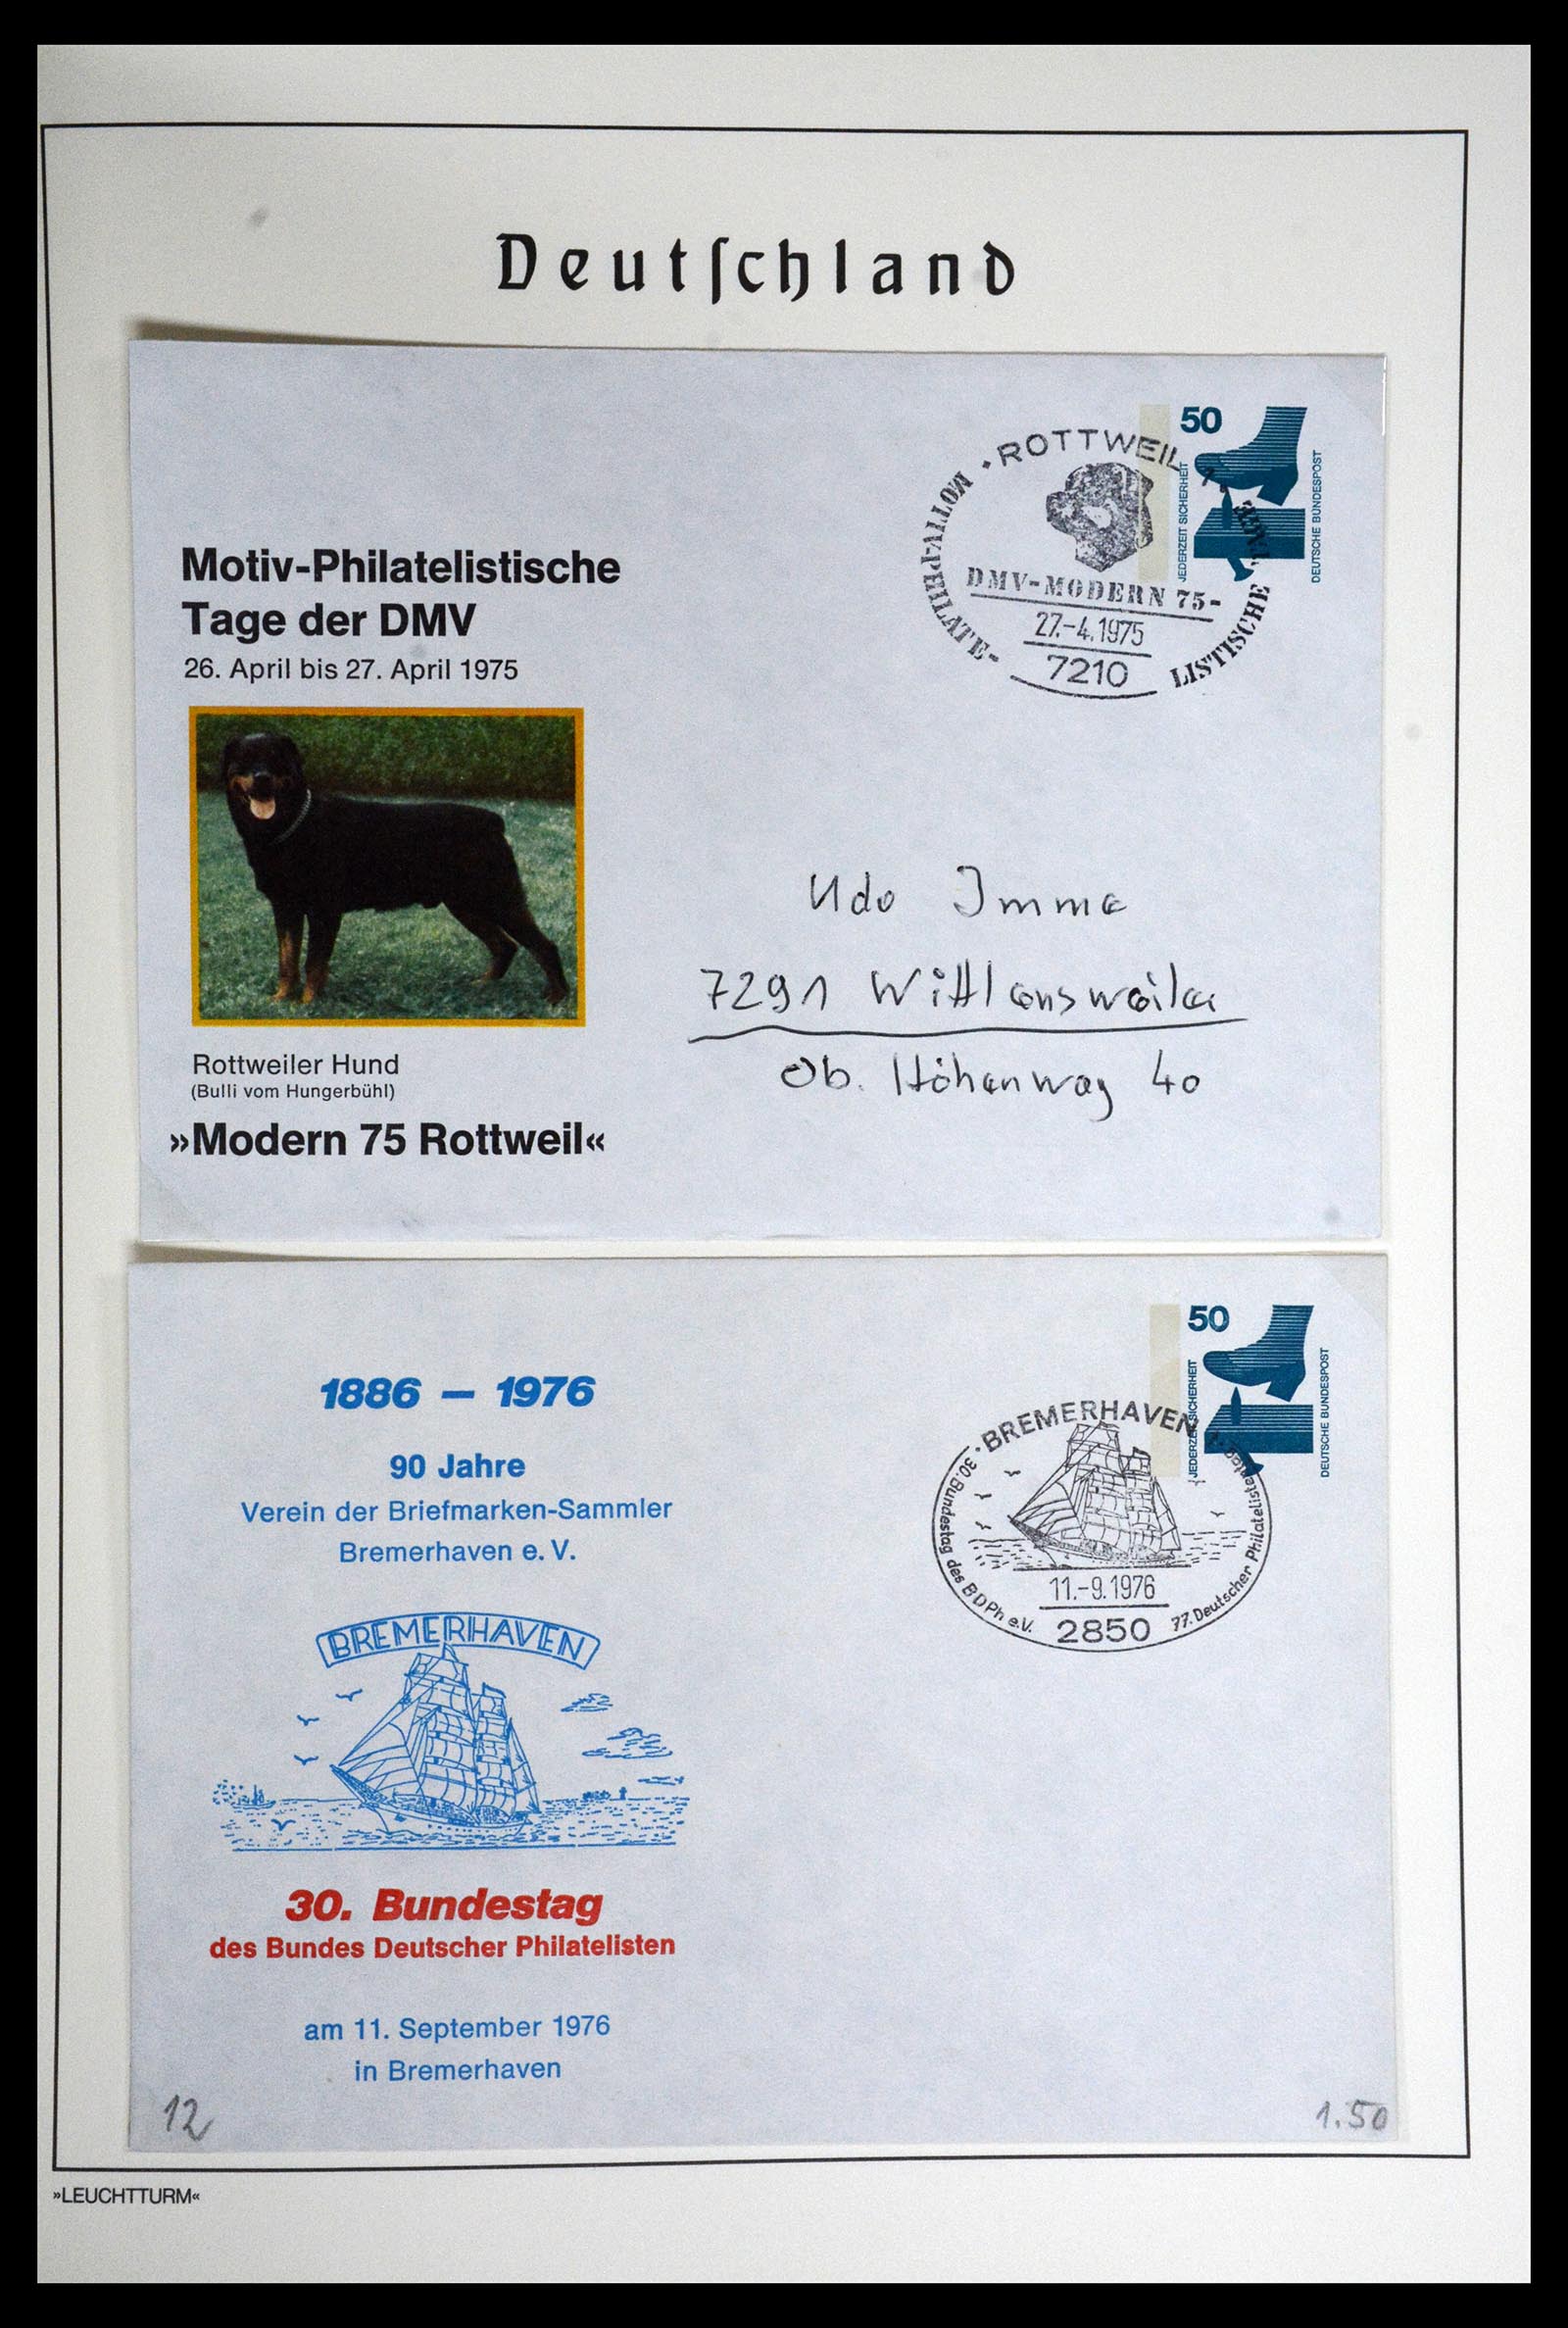 Deutſchland
Motiv-Philatelistische
Tage der DMV
26. April bis 27. April 1975
Rottweiler Hund
(Bulli vom Hungerbühl)
»Modern 75 Rottweil«
50
JEDERZEIT SICHERHEIT
DEUTSCHE BUNDESPOST
ROTTWEIL 1
MOTIV-PHILATE-
LISTISCHE TAGE
DMV-MODERN 75-
27.-4.1975
7210
Udo Imme
7291 Wittlensweiler
Ob. Höhenweg 40
1886 – 1976
90 Jahre
Verein der Briefmarken-Sammler
Bremerhaven e. V.
BREMERHAVEN
30. Bundestag
des Bundes Deutscher Philatelisten
am 11. September 1976
in Bremerhaven
50
JEDERZEIT SICHERHEIT
DEUTSCHE BUNDESPOST
BREMERHAVEN 1
30. Bundestag des BDPh e.V.
77. Deutscher Philatelistentag
11.-9.1976
2850
12
1.50
»LEUCHTTURM«